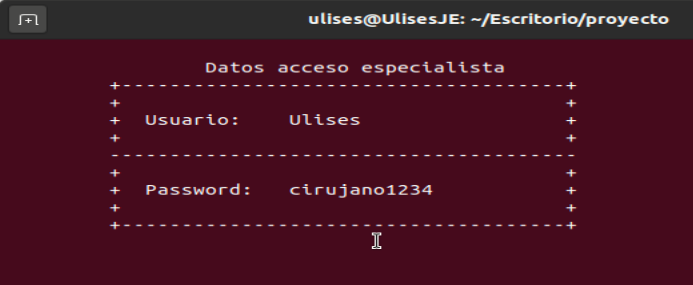 ulises@UlisesJE: ~/Escritorio/proyecto
Datos acceso especialista
+-------------------------------------+
+ +
+ Usuario: Ulises +
+ +
---------------------------------------
+ +
+ Password: cirujano1234 +
+ +
+-------------------------------------+